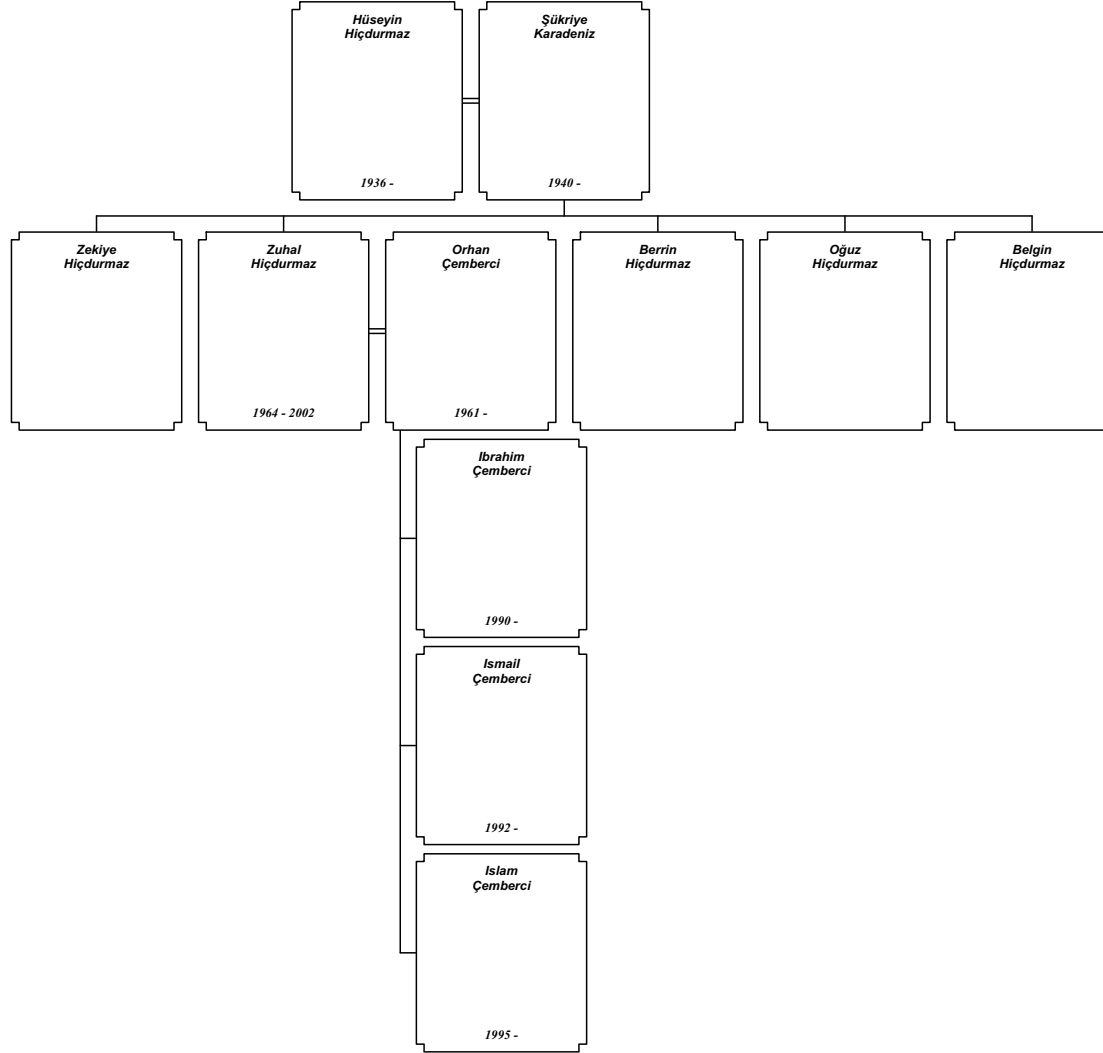 Hüseyin
Hiçdurmaz
1936 -
Şükriye
Karadeniz
1940 -
Zekiye
Hiçdurmaz
Zuhal
Hiçdurmaz
1964 - 2002
Orhan
Çemberci
1961 -
Berrin
Hiçdurmaz
Oğuz
Hiçdurmaz
Belgin
Hiçdurmaz
Ibrahim
Çemberci
1990 -
Ismail
Çemberci
1992 -
Islam
Çemberci
1995 -